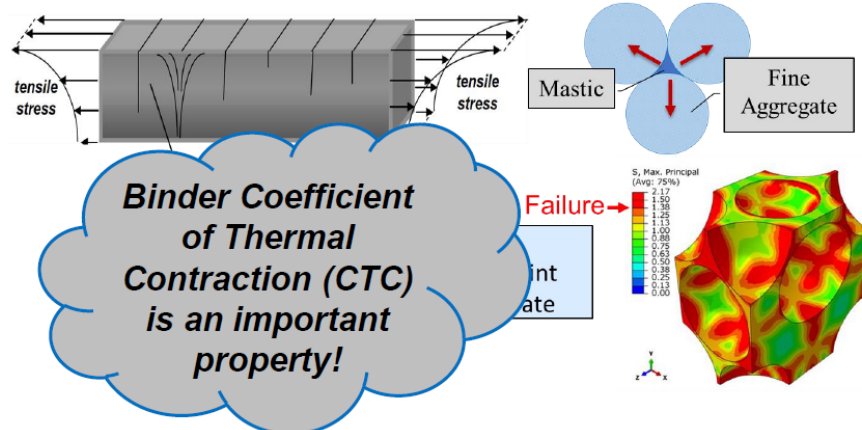 tensile
stress
tensile
stress
Mastic
Fine
Aggregate
Binder Coefficient
of Thermal
Contraction (CTC)
is an important
property!
Failure
S, Max. Principal
(Avg: 75%)
2.17
1.50
1.38
1.25
1.13
1.00
0.88
0.75
0.63
0.50
0.38
0.25
0.13
0.00
Y
Z
X